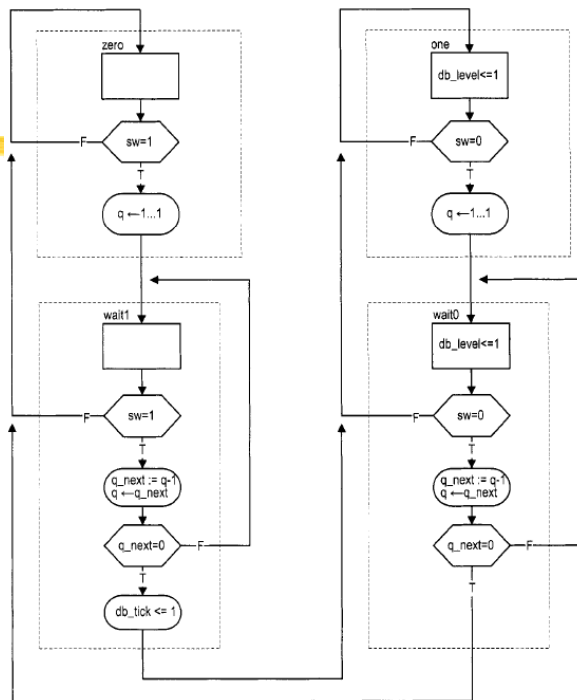 zero
sw=1
F
T
q ←1...1
wait1
sw=1
F
T
q_next := q-1
q ←q_next
q_next=0
F
T
db_tick <= 1
one
db_level<=1
sw=0
F
T
q ←1...1
wait0
db_level<=1
sw=0
F
T
q_next := q-1
q ←q_next
q_next=0
F
T